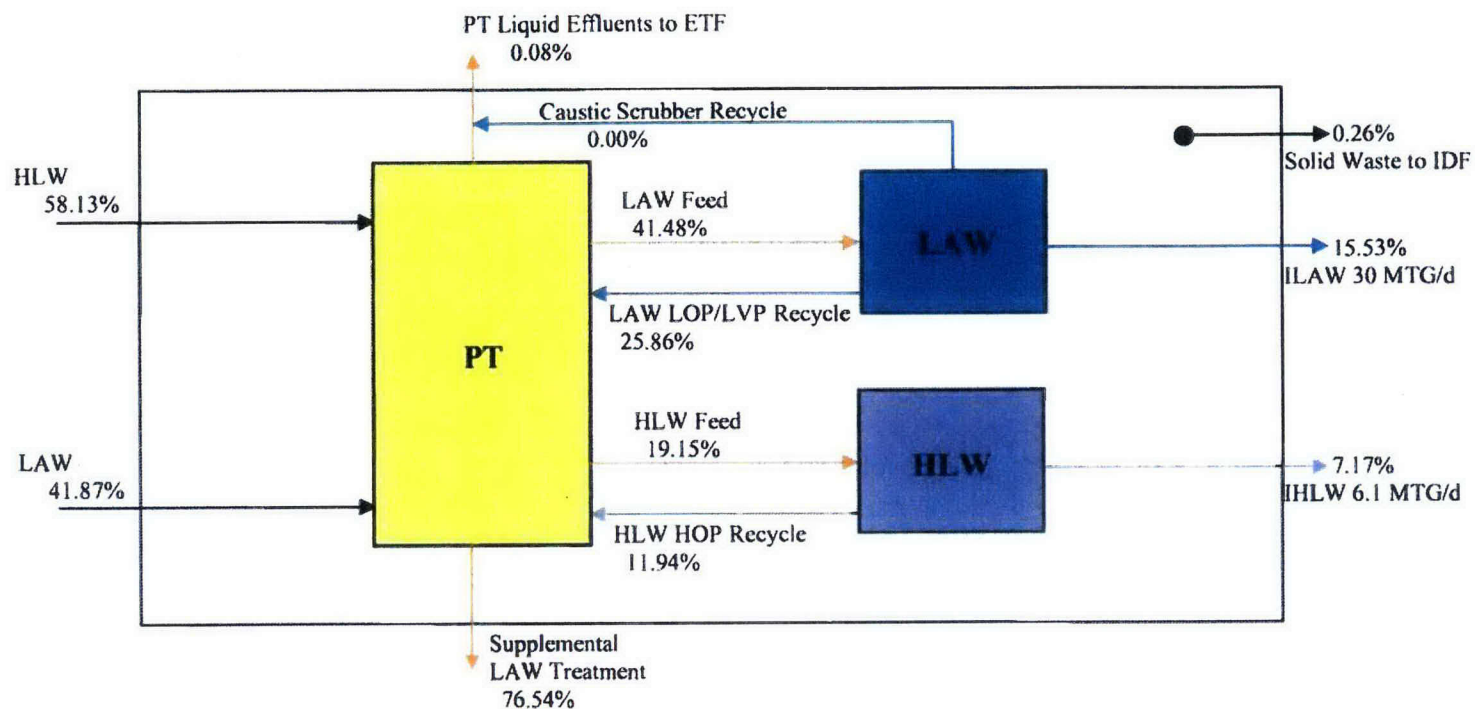 PT Liquid Effluents to ETF
0.08%
Caustic Scrubber Recycle
0.00%
0.26%
Solid Waste to IDF
HLW
58.13%
LAW Feed
41.48%
LAW
15.53%
ILAW 30 MTG/d
LAW LOP/LVP Recycle
25.86%
PT
HLW Feed
19.15%
HLW
LAW
41.87%
7.17%
IHLW 6.1 MTG/d
HLW HOP Recycle
11.94%
Supplemental
LAW Treatment
76.54%